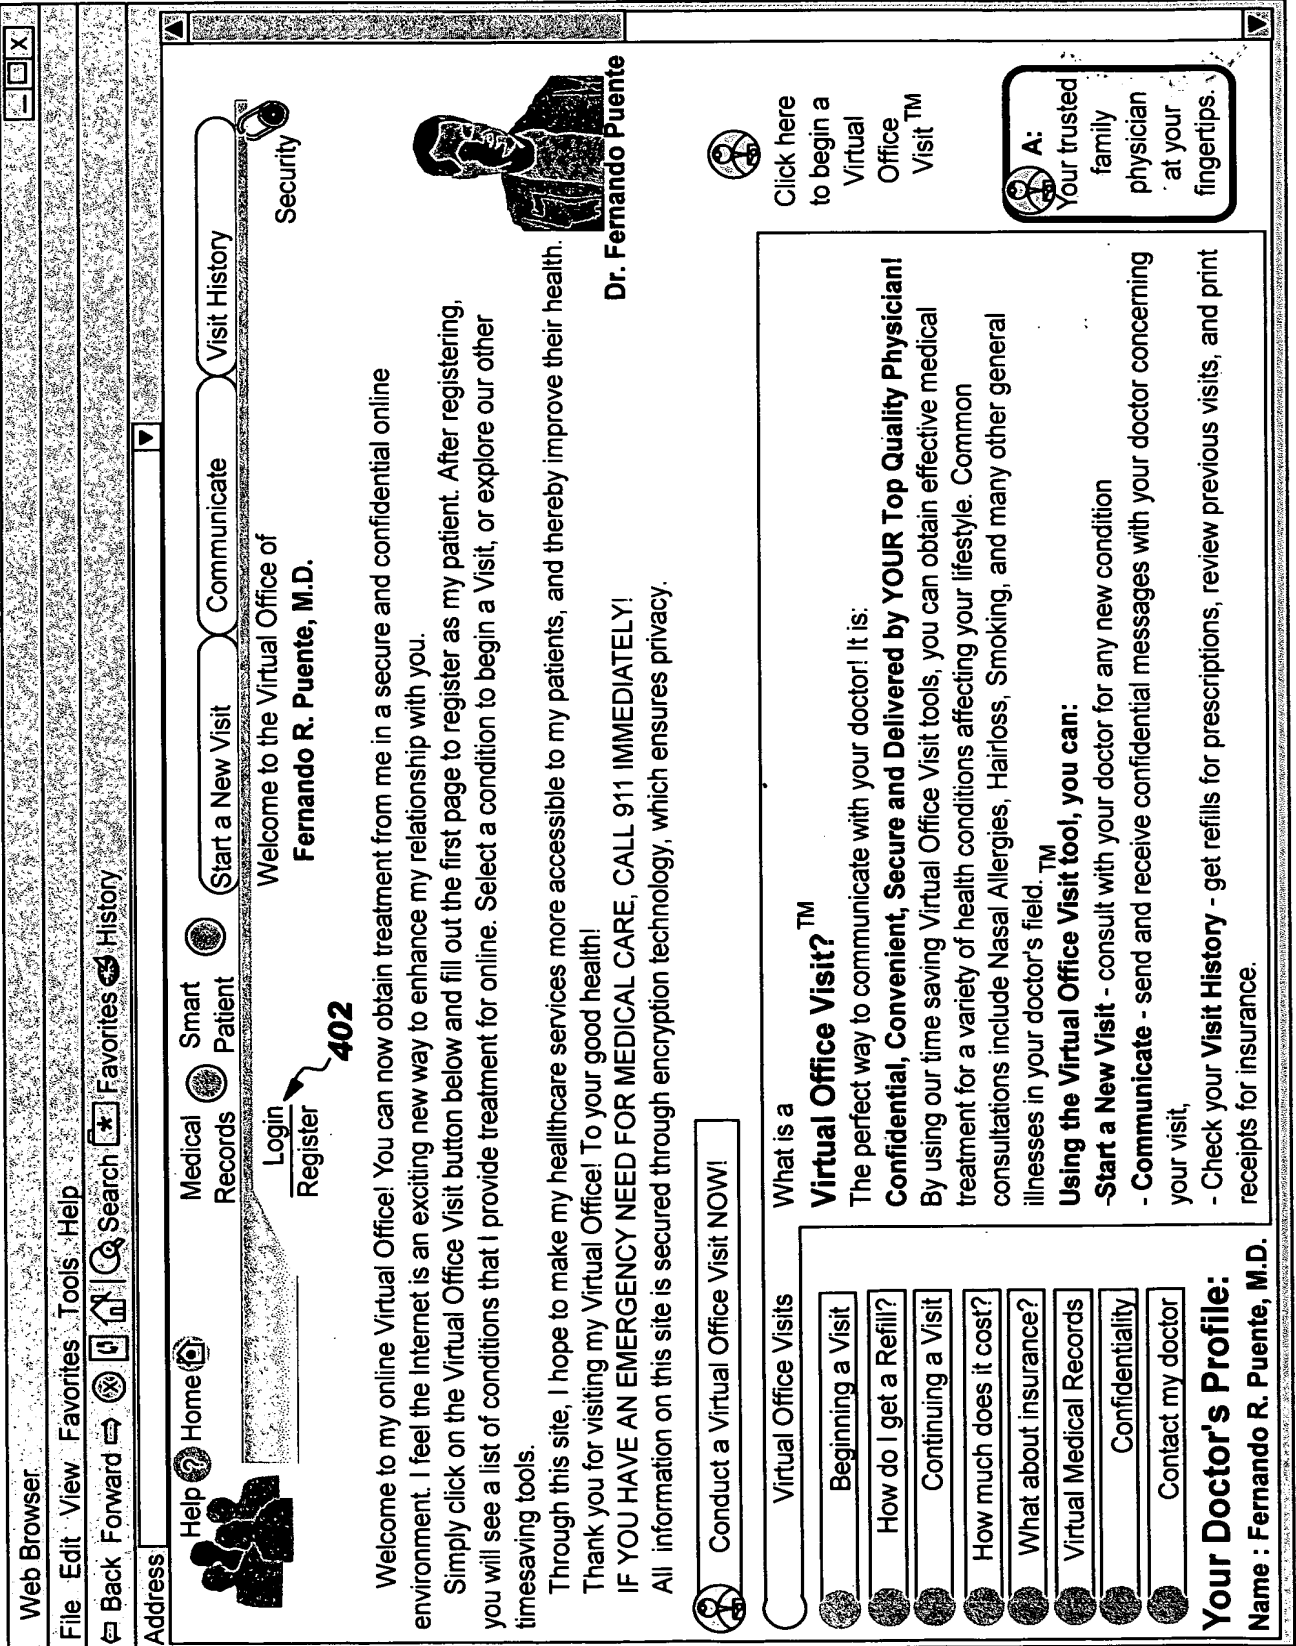 Web Browser
File Edit View Favorites Tools Help
Back Forward Search Favorites History
Address
Help Home
Medical Records
Smart Patient
Start a New Visit
Communicate
Visit History
Security
Login
Register
402
Welcome to the Virtual Office of
Fernando R. Puente, M.D.
Welcome to my online Virtual Office! You can now obtain treatment from me in a secure and confidential online
environment. I feel the Internet is an exciting new way to enhance my relationship with you.
Simply click on the Virtual Office Visit button below and fill out the first page to register as my patient. After registering,
you will see a list of conditions that I provide treatment for online. Select a condition to begin a Visit, or explore our other
timesaving tools.
Through this site, I hope to make my healthcare services more accessible to my patients, and thereby improve their health.
Thank you for visiting my Virtual Office! To your good health!
IF YOU HAVE AN EMERGENCY NEED FOR MEDICAL CARE, CALL 911 IMMEDIATELY!
All information on this site is secured through encryption technology, which ensures privacy.
Dr. Fernando Puente
Conduct a Virtual Office Visit NOW!
Click here
to begin a
Virtual
Office
Visit™
Virtual Office Visits
Beginning a Visit
How do I get a Refill?
Continuing a Visit
How much does it cost?
What about insurance?
Virtual Medical Records
Confidentiality
Contact my doctor
What is a
Virtual Office Visit?™
The perfect way to communicate with your doctor! It is:
Confidential, Convenient, Secure and Delivered by YOUR Top Quality Physician!
By using our time saving Virtual Office Visit tools, you can obtain effective medical
treatment for a variety of health conditions affecting your lifestyle. Common
consultations include Nasal Allergies, Hairloss, Smoking, and many other general
illnesses in your doctor's field.
Using the Virtual Office Visit™ tool, you can:
-Start a New Visit - consult with your doctor for any new condition
- Communicate - send and receive confidential messages with your doctor concerning
your visit,
- Check your Visit History - get refills for prescriptions, review previous visits, and print
receipts for insurance.
A:
Your trusted
family
physician
at your
fingertips.
Your Doctor's Profile:
Name : Fernando R. Puente, M.D.